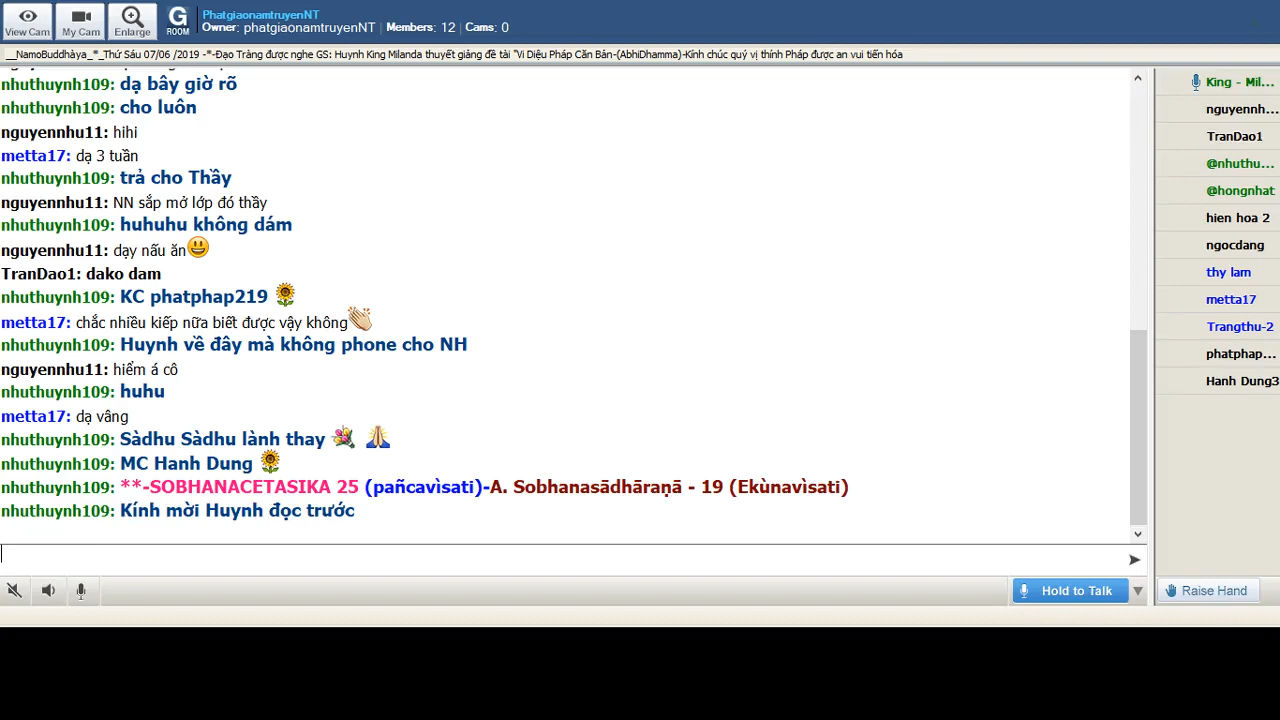 View Cam
My Cam
Enlarge
G
ROOM
PhatgiaonamtruyenNT
Owner: phatgiaonamtruyenNT | Members: 12 | Cams: 0
__NamoBuddhàya_*_Thứ Sáu 07/06 /2019 -*-Đạo Tràng được nghe GS: Huynh King Milanda thuyết giảng đề tài "Vi Diệu Pháp Căn Bản-(AbhiDhamma)-Kính chúc quý vị thính Pháp được an vui tiến hóa
nhuthuynh109: dạ bây giờ rõ
nhuthuynh109: cho luôn
nguyennhu11: hihi
metta17: dạ 3 tuần
nhuthuynh109: trả cho Thầy
nguyennhu11: NN sắp mở lớp đó thầy
nhuthuynh109: huhuhu không dám
nguyennhu11: dạy nấu ăn
TranDao1: dako dam
nhuthuynh109: KC phatphap219
metta17: chắc nhiều kiếp nữa biết được vậy không
nhuthuynh109: Huynh về đây mà không phone cho NH
nguyennhu11: hiểm á cô
nhuthuynh109: huhu
metta17: dạ vâng
nhuthuynh109: Sàdhu Sàdhu lành thay
nhuthuynh109: MC Hanh Dung
nhuthuynh109: **-SOBHANACETASIKA 25 (pañcavìsati)-A. Sobhanasādhāraṇā - 19 (Ekùnavìsati)
nhuthuynh109: Kính mời Huynh đọc trước
King - Mil...
nguyennh...
TranDao1
@nhuthu...
@hongnhat
hien hoa 2
ngocdang
thy lam
metta17
Trangthu-2
phatphap...
Hanh Dung3
Hold to Talk
Raise Hand